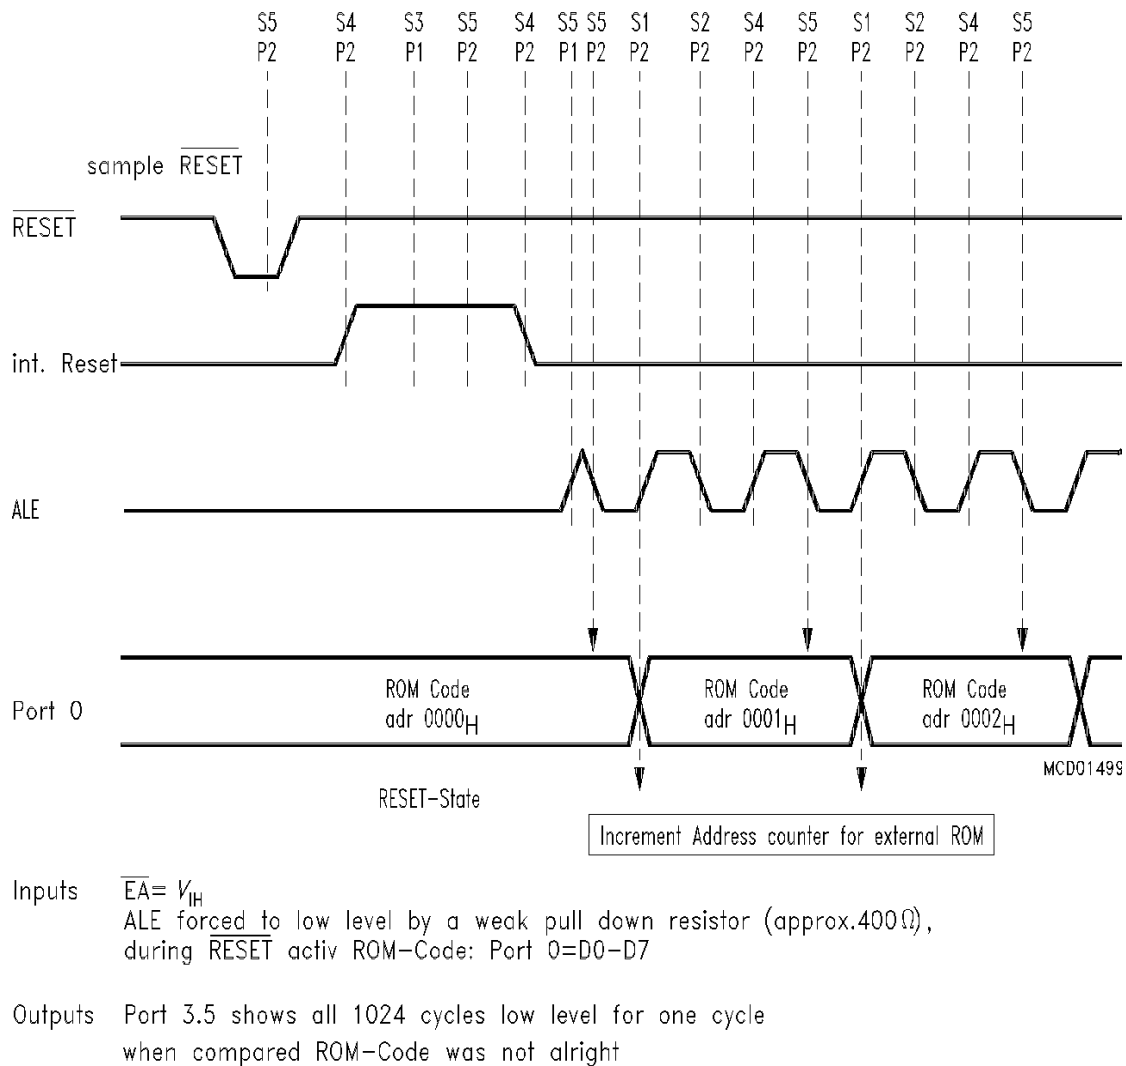 S5 S4 S3 S5 S4 S5 S5 S1 S2 S4 S5 S1 S2 S4 S5
P2 P2 P1 P2 P2 P1 P2 P2 P2 P2 P2 P2 P2 P2 P2
sample RESET
RESET
int. Reset
ALE
Port 0
ROM Code
adr 0000H
ROM Code
adr 0001H
ROM Code
adr 0002H
MCD01499
RESET-State
Increment Address counter for external ROM
Inputs EA= VIH
ALE forced to low level by a weak pull down resistor (approx.400Ω),
during RESET activ ROM-Code: Port 0=D0-D7
Outputs Port 3.5 shows all 1024 cycles low level for one cycle
when compared ROM-Code was not alright